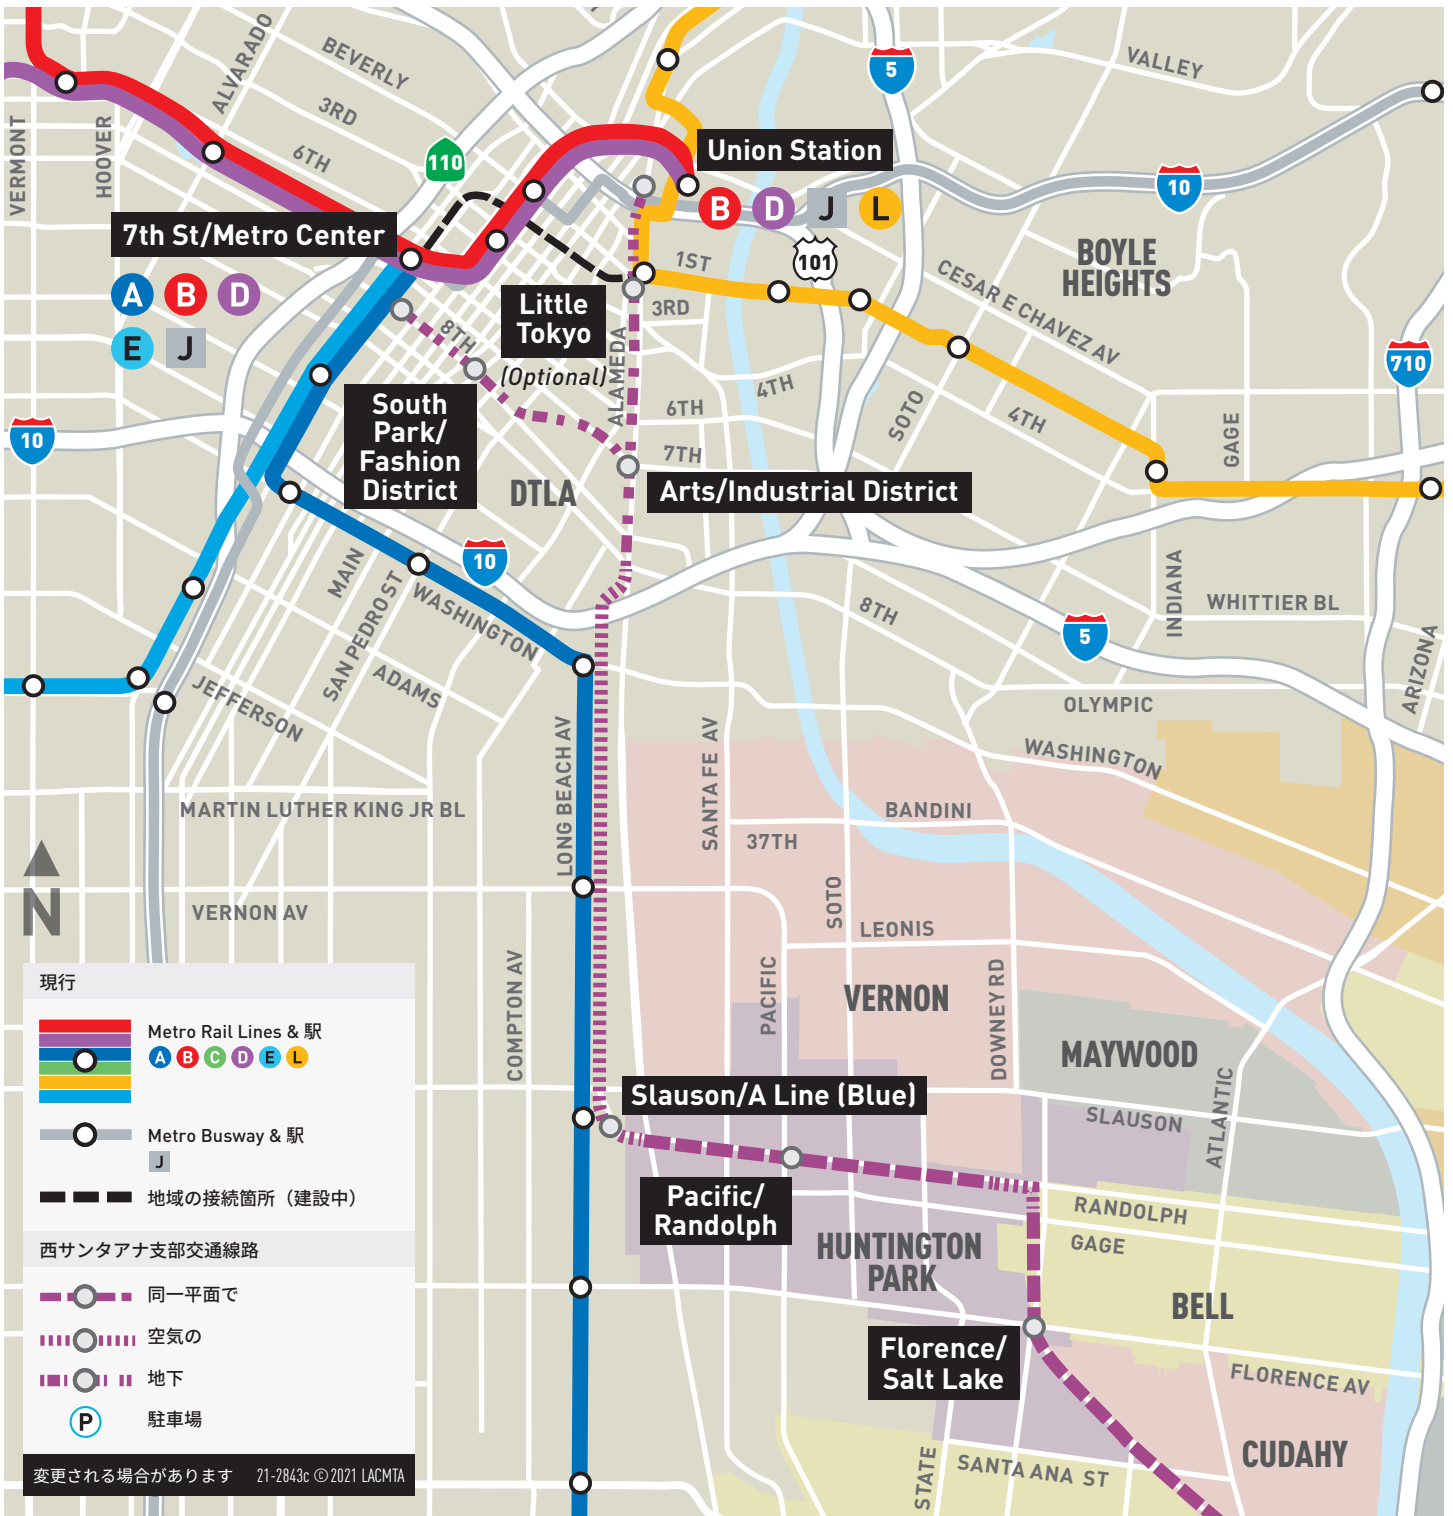 BEVERLY
ALVARADO
3RD
6TH
VERMONT
HOOVER
110
5
VALLEY
10
Union Station
B D J L
7th St/Metro Center
A B D
E J
101
1ST
BOYLE
HEIGHTS
CESAR E CHAVEZ AV
Little
Tokyo
(Optional)
3RD
8TH
ALAMEDA
4TH
6TH
7TH
SOTO
4TH
GAGE
710
10
South
Park/
Fashion
District
DTLA
Arts/Industrial District
10
MAIN
SAN PEDRO ST
WASHINGTON
ADAMS
JEFFERSON
8TH
5
INDIANA
WHITTIER BL
ARIZONA
OLYMPIC
WASHINGTON
LONG BEACH AV
SANTA FE AV
BANDINI
37TH
MARTIN LUTHER KING JR BL
N
VERNON AV
SOTO
LEONIS
COMPTON AV
PACIFIC
VERNON
DOWNEY RD
MAYWOOD
Slauson/A Line (Blue)
SLAUSON
ATLANTIC
Pacific/
Randolph
RANDOLPH
GAGE
HUNTINGTON
PARK
BELL
Florence/
Salt Lake
FLORENCE AV
CUDAHY
STATE
SANTA ANA ST
現行
Metro Rail Lines & 駅
A B C D E L
Metro Busway & 駅
J
地域の接続箇所（建設中）
西サンタアナ支部交通線路
同一平面で
空気の
地下
P 駐車場
変更される場合があります 21-2843c © 2021 LACMTA